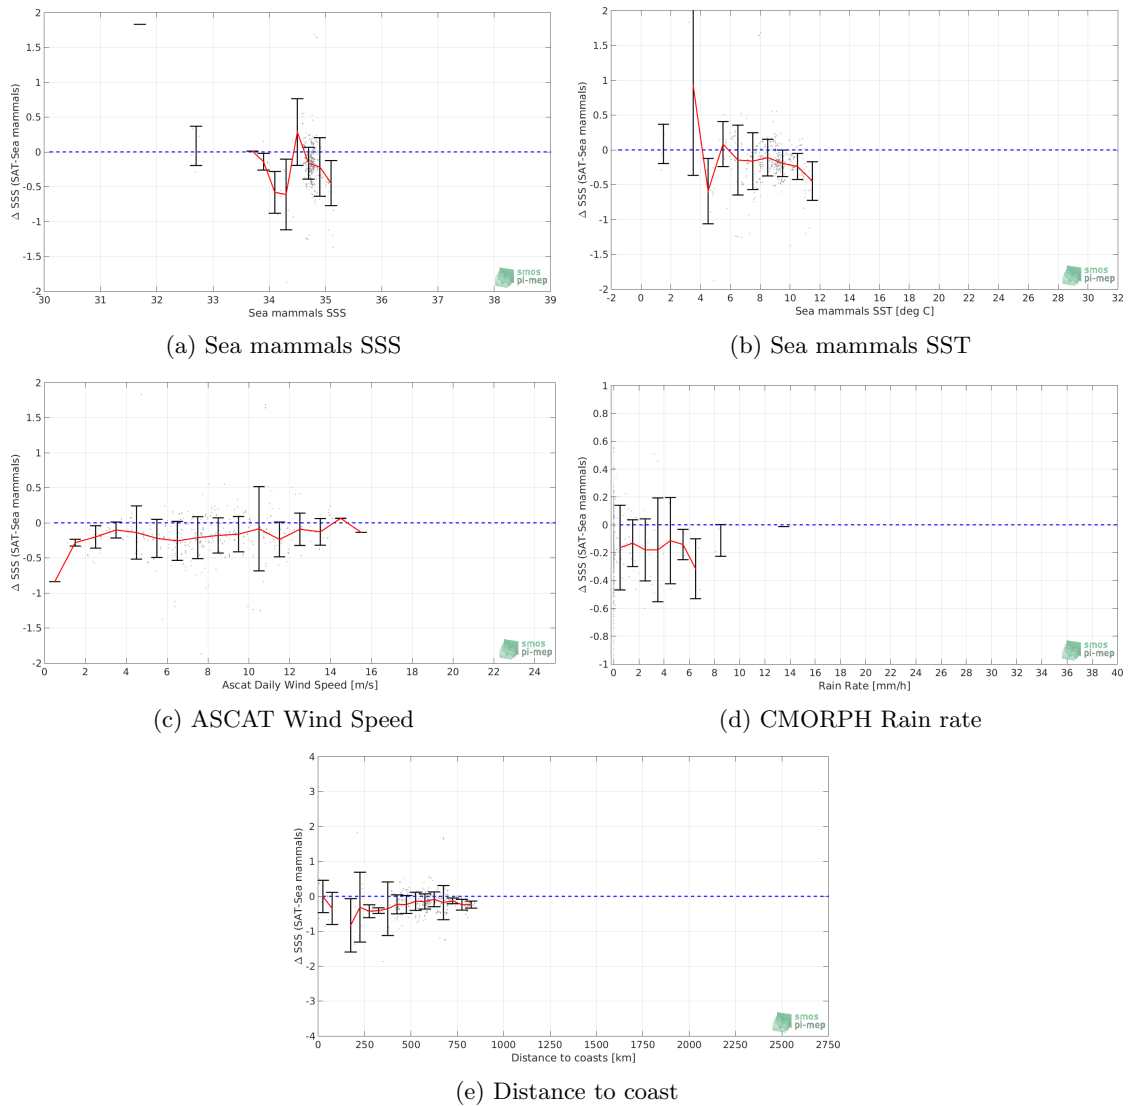 2
1.5
1
0.5
0
-0.5
-1
-1.5
-2
Δ SSS (SAT-Sea mammals)
30 31 32 33 34 35 36 37 38 39
Sea mammals SSS
smos
pi-mep
(a) Sea mammals SSS
2
1.5
1
0.5
0
-0.5
-1
-1.5
-2
Δ SSS (SAT-Sea mammals)
-2 0 2 4 6 8 10 12 14 16 18 20 22 24 26 28 30 32
Sea mammals SST [deg C]
smos
pi-mep
(b) Sea mammals SST
2
1.5
1
0.5
0
-0.5
-1
-1.5
-2
Δ SSS (SAT-Sea mammals)
0 2 4 6 8 10 12 14 16 18 20 22 24
Ascat Daily Wind Speed [m/s]
smos
pi-mep
(c) ASCAT Wind Speed
1
0.8
0.6
0.4
0.2
0
-0.2
-0.4
-0.6
-0.8
-1
Δ SSS (SAT-Sea mammals)
0 2 4 6 8 10 12 14 16 18 20 22 24 26 28 30 32 34 36 38 40
Rain Rate [mm/h]
smos
pi-mep
(d) CMORPH Rain rate
4
3
2
1
0
-1
-2
-3
-4
Δ SSS (SAT-Sea mammals)
0 250 500 750 1000 1250 1500 1750 2000 2250 2500 2750
Distance to coasts [km]
smos
pi-mep
(e) Distance to coast